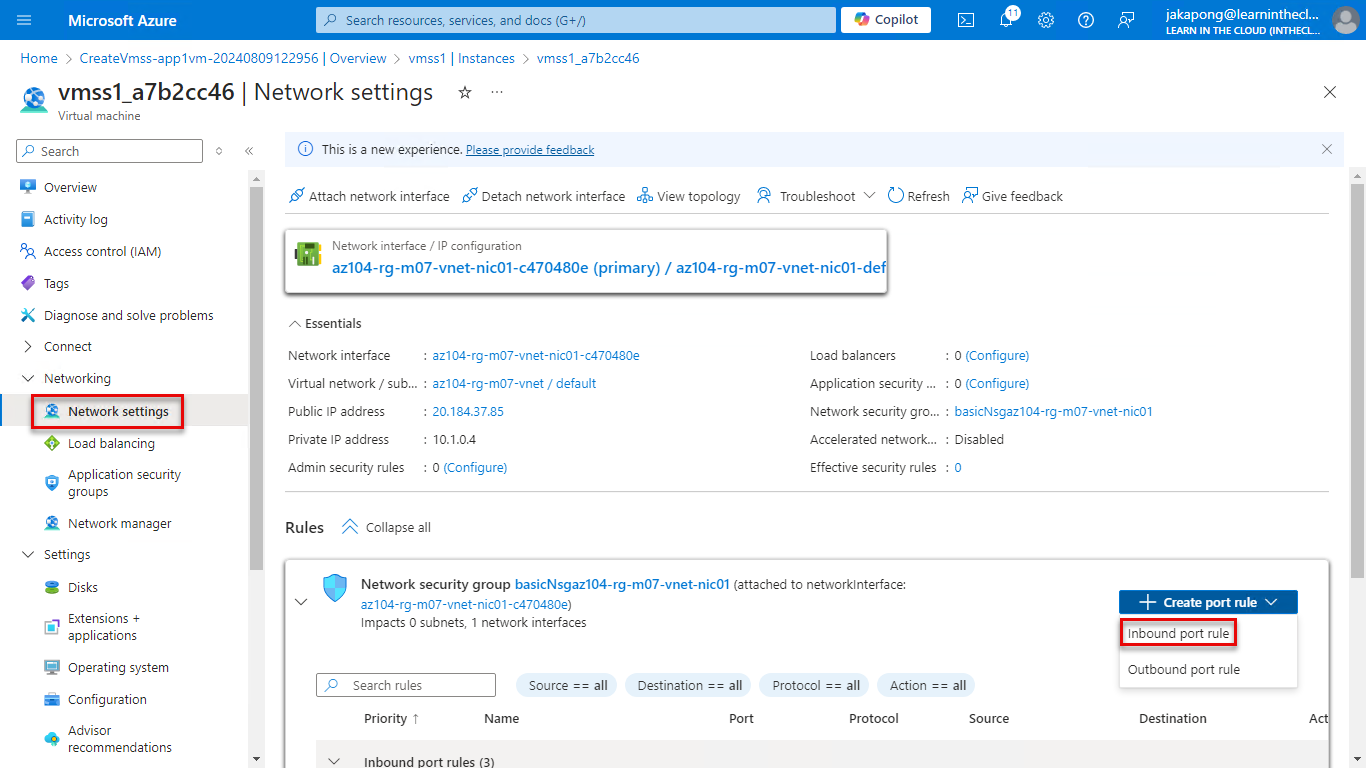 Microsoft Azure
Search resources, services, and docs (G+/)
Copilot
11
jakapong@learninthecl...
LEARN IN THE CLOUD (INTHECL...
Home > CreateVmss-app1vm-20240809122956 | Overview > vmss1 | Instances > vmss1_a7b2cc46
vmss1_a7b2cc46 | Network settings
Virtual machine
Search
Overview
Activity log
Access control (IAM)
Tags
Diagnose and solve problems
Connect
Networking
Network settings
Load balancing
Application security
groups
Network manager
Settings
Disks
Extensions +
applications
Operating system
Configuration
Advisor
recommendations
This is a new experience. Please provide feedback
Attach network interface Detach network interface View topology Troubleshoot Refresh Give feedback
Network interface / IP configuration
az104-rg-m07-vnet-nic01-c470480e (primary) / az104-rg-m07-vnet-nic01-def
Essentials
Network interface : az104-rg-m07-vnet-nic01-c470480e
Virtual network / sub... : az104-rg-m07-vnet / default
Public IP address : 20.184.37.85
Private IP address : 10.1.0.4
Admin security rules : 0 (Configure)
Load balancers : 0 (Configure)
Application security ... : 0 (Configure)
Network security gro... : basicNsgaz104-rg-m07-vnet-nic01
Accelerated network... : Disabled
Effective security rules : 0
Rules Collapse all
Network security group basicNsgaz104-rg-m07-vnet-nic01 (attached to networkInterface:
az104-rg-m07-vnet-nic01-c470480e)
Impacts 0 subnets, 1 network interfaces
Create port rule
Inbound port rule
Outbound port rule
Search rules
Source == all Destination == all Protocol == all Action == all
Priority ↑ Name Port Protocol Source Destination Act
Inbound port rules (3)